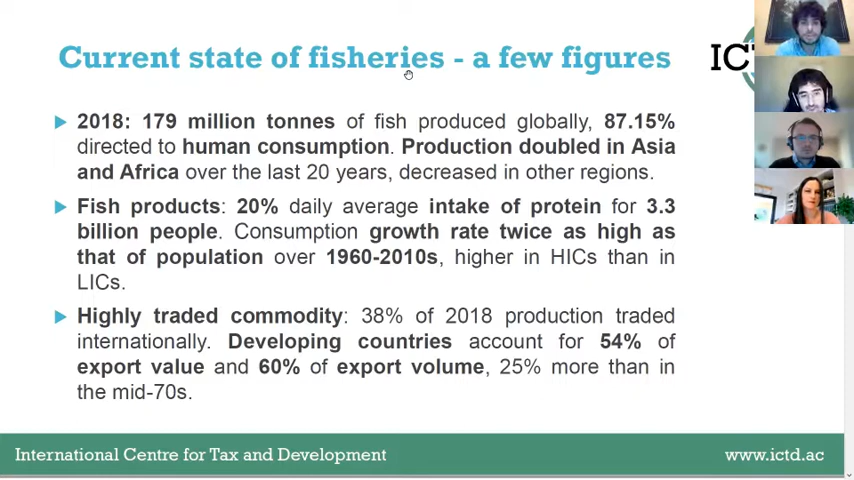 Current state of fisheries - a few figures
2018: 179 million tonnes of fish produced globally, 87.15%
directed to human consumption. Production doubled in Asia
and Africa over the last 20 years, decreased in other regions.
Fish products: 20% daily average intake of protein for 3.3
billion people. Consumption growth rate twice as high as
that of population over 1960-2010s, higher in HICs than in
LICs.
Highly traded commodity: 38% of 2018 production traded
internationally. Developing countries account for 54% of
export value and 60% of export volume, 25% more than in
the mid-70s.
International Centre for Tax and Development
www.ictd.ac